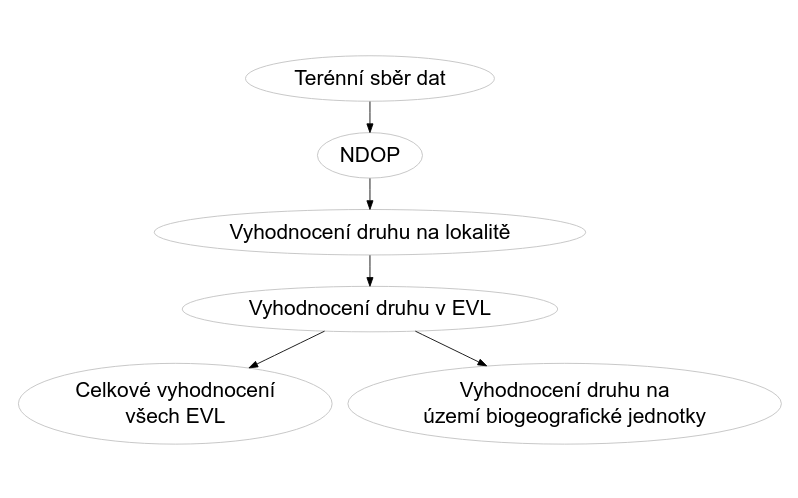 Terénní sběr dat
NDOP
Vyhodnocení druhu na lokalitě
Vyhodnocení druhu v EVL
Celkové vyhodnocení
všech EVL
Vyhodnocení druhu na
území biogeografické jednotky